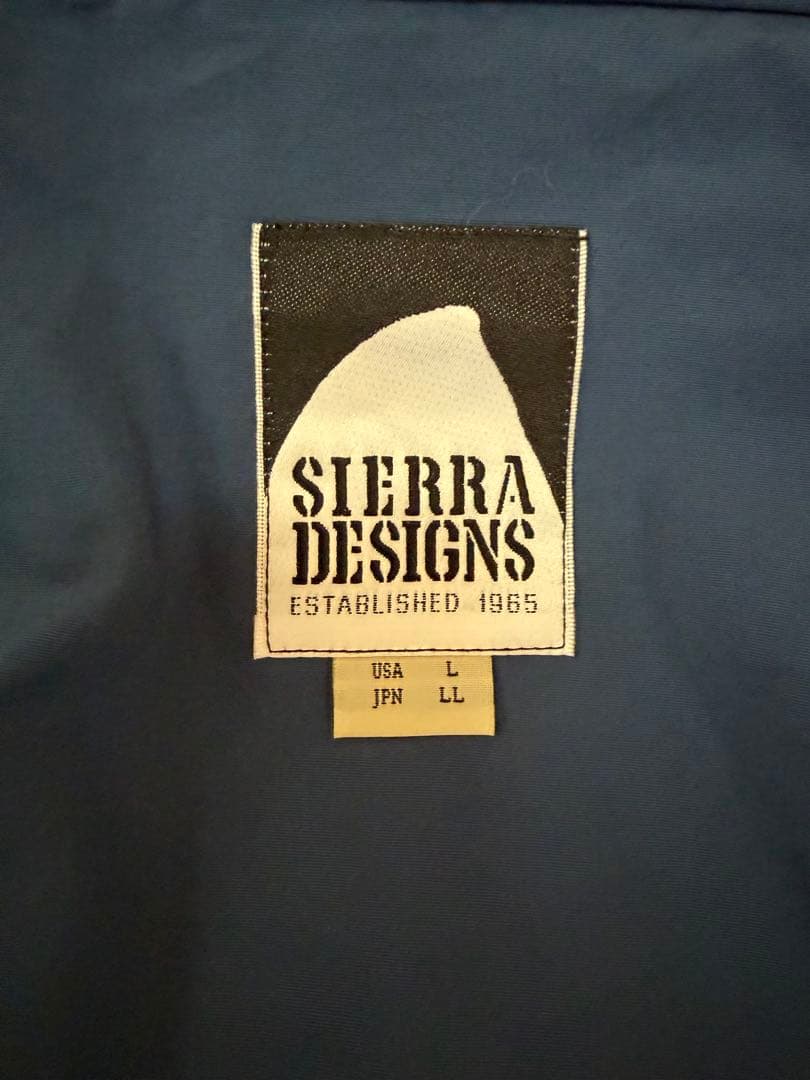 SIERRA
DESIGNS
ESTABLISHED 1965
USA L
JPN LL